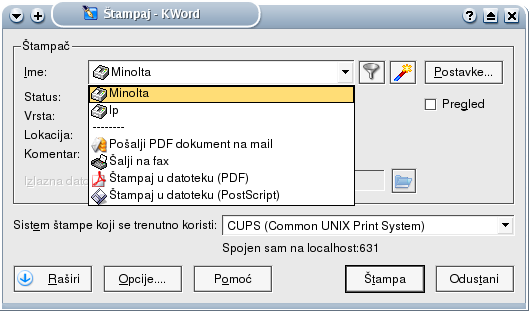 Štampaj - KWord
Štampač
Ime: Minolta Postavke...
Status: Minolta
Vrsta: lp Pregled
--------
Lokacija: Pošalji PDF dokument na mail
Komentar: Šalji na fax
Izlazna dato Štampaj u datoteku (PDF)
Štampaj u datoteku (PostScript)
Sistem štampe koji se trenutno koristi: CUPS (Common UNIX Print System)
Spojen sam na localhost:631
Raširi Opcije.... Pomoć Štampa Odustani